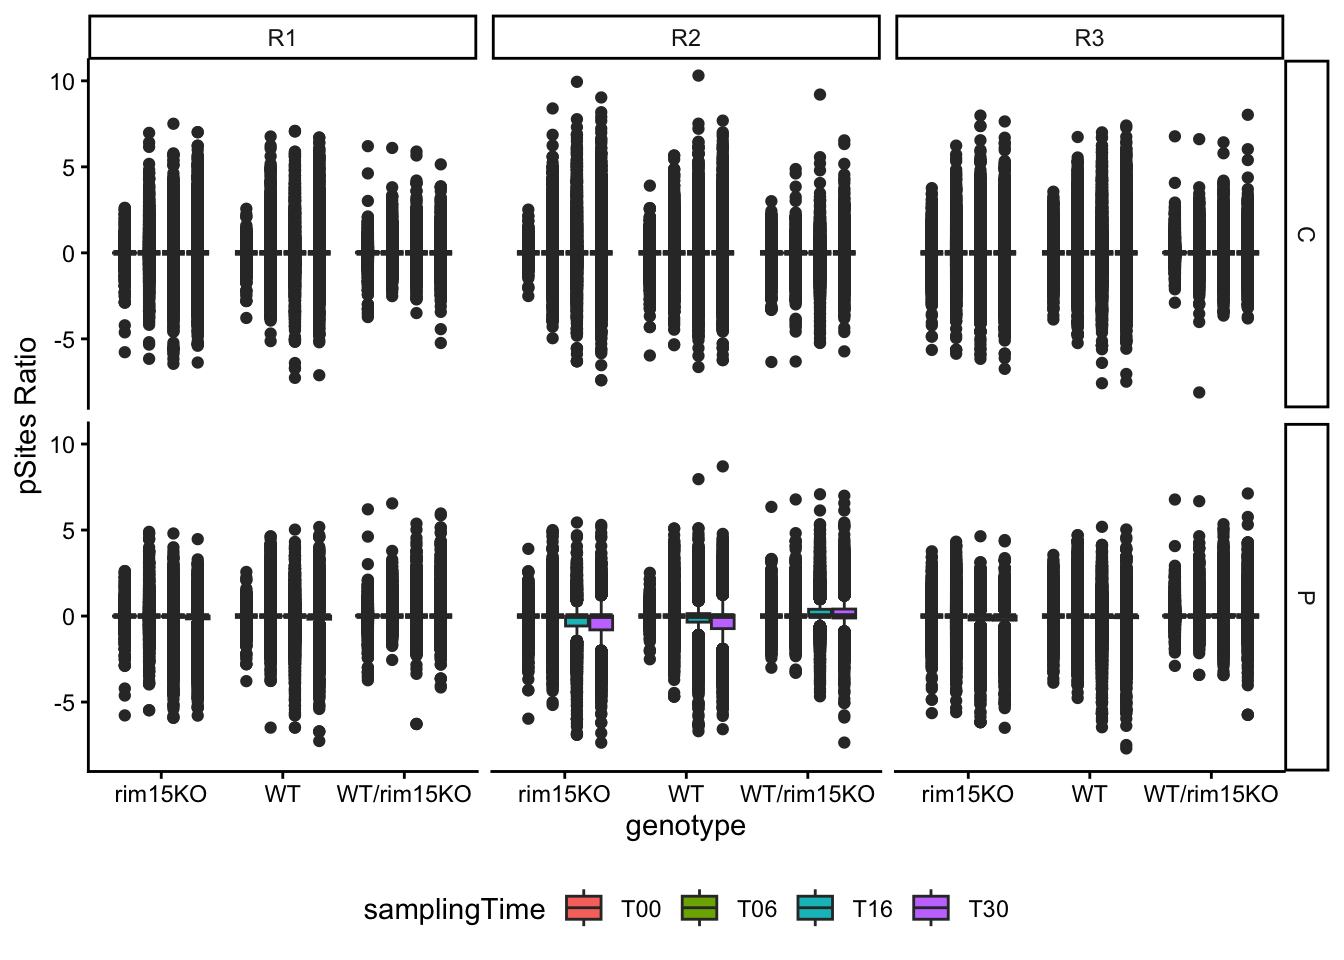 R1 R2 R3
10
5
0
-5
C
10
5
0
-5
P
pSites Ratio
rim15KO WT WT/rim15KO rim15KO WT WT/rim15KO rim15KO WT WT/rim15KO
genotype
samplingTime T00 T06 T16 T30